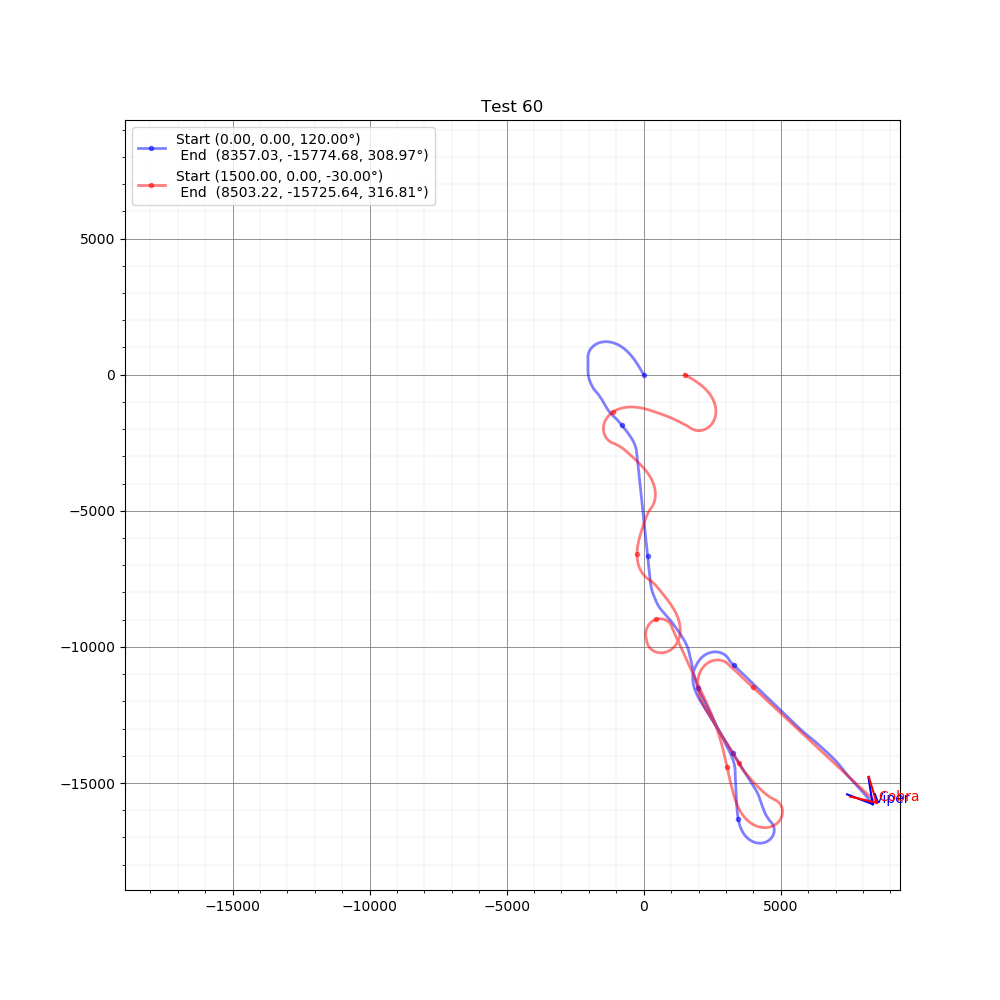 Test 60
Start (0.00, 0.00, 120.00°)
End (8357.03, -15774.68, 308.97°)
Start (1500.00, 0.00, -30.00°)
End (8503.22, -15725.64, 316.81°)
5000
0
−5000
−10000
−15000
Viper
Cobra
−15000
−10000
−5000
0
5000